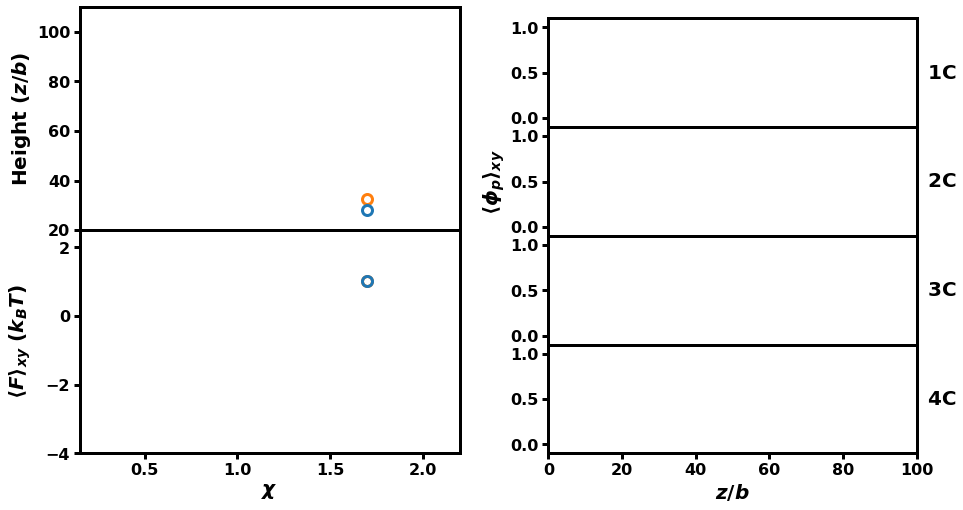 Height (z/b)
100
80
60
40
20
⟨F⟩xy (kBT)
2
0
−2
−4
0.5 1.0 1.5 2.0
χ
⟨ϕp⟩xy
1.0
0.5
0.0
1C
1.0
0.5
0.0
2C
1.0
0.5
0.0
3C
1.0
0.5
0.0
4C
0 20 40 60 80 100
z/b